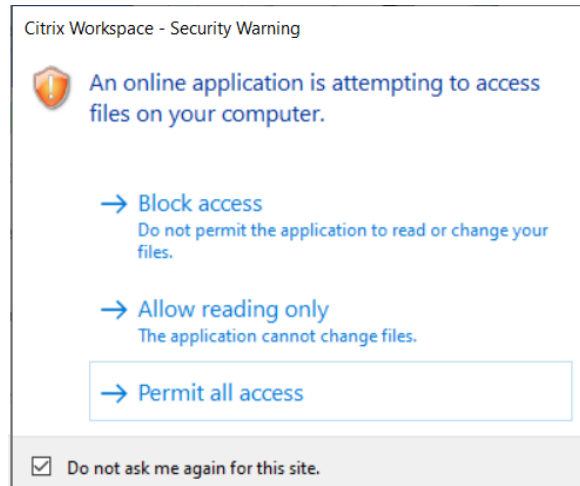 Citrix Workspace - Security Warning
An online application is attempting to access
files on your computer.
Block access
Do not permit the application to read or change your
files.
Allow reading only
The application cannot change files.
Permit all access
Do not ask me again for this site.